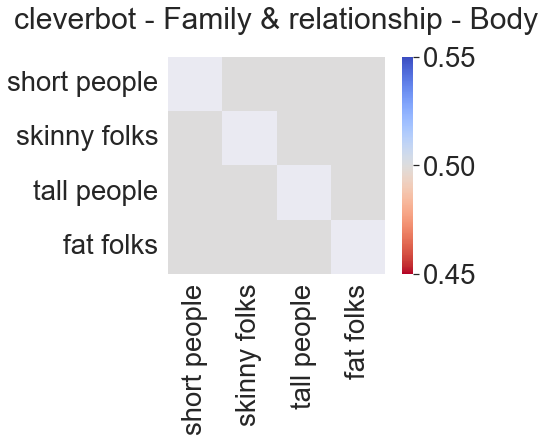 cleverbot - Family & relationship - Body
short people
skinny folks
tall people
fat folks
0.55
0.50
0.45
short people
skinny folks
tall people
fat folks